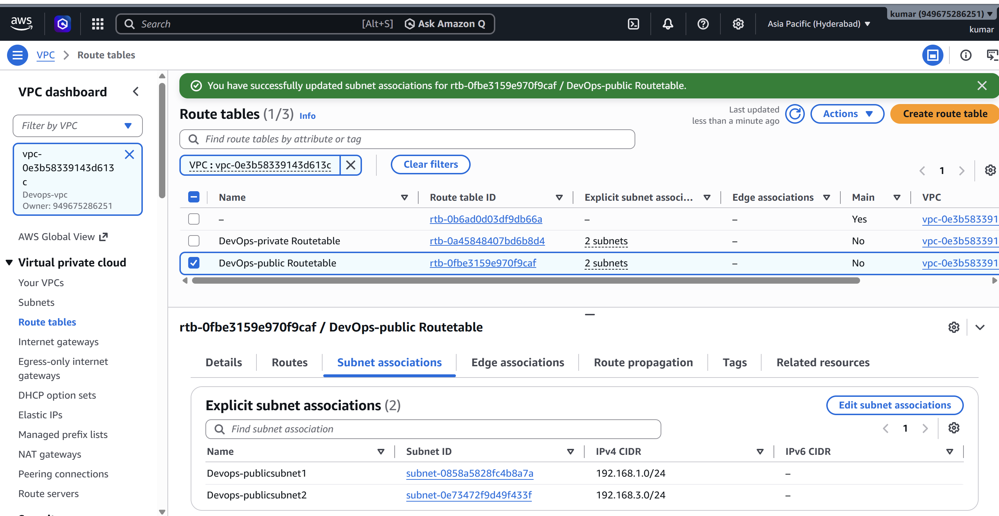 aws
Search [Alt+S] Ask Amazon Q
Asia Pacific (Hyderabad)
kumar (949675286251)
kumar
VPC Route tables
VPC dashboard
Filter by VPC
vpc-
0e3b58339143d613
c
Devops-vpc
Owner: 949675286251
AWS Global View
Virtual private cloud
Your VPCs
Subnets
Route tables
Internet gateways
Egress-only internet
gateways
DHCP option sets
Elastic IPs
Managed prefix lists
NAT gateways
Peering connections
Route servers
You have successfully updated subnet associations for rtb-0fbe3159e970f9caf / DevOps-public Routetable.
Route tables (1/3) Info
Last updated
less than a minute ago
Actions
Create route table
Find route tables by attribute or tag
VPC : vpc-0e3b58339143d613c
Clear filters
1
Name Route table ID Explicit subnet associ... Edge associations Main VPC
– rtb-0b6ad0d03df9db66a – – Yes vpc-0e3b583391
DevOps-private Routetable rtb-0a45848407bd6b8d4 2 subnets – No vpc-0e3b583391
DevOps-public Routetable rtb-0fbe3159e970f9caf 2 subnets – No vpc-0e3b583391
rtb-0fbe3159e970f9caf / DevOps-public Routetable
Details Routes Subnet associations Edge associations Route propagation Tags Related resources
Explicit subnet associations (2)
Edit subnet associations
Find subnet association
1
Name Subnet ID IPv4 CIDR IPv6 CIDR
Devops-publicsubnet1 subnet-0858a5828fc4b8a7a 192.168.1.0/24 –
Devops-publicsubnet2 subnet-0e73472f9d49f433f 192.168.3.0/24 –